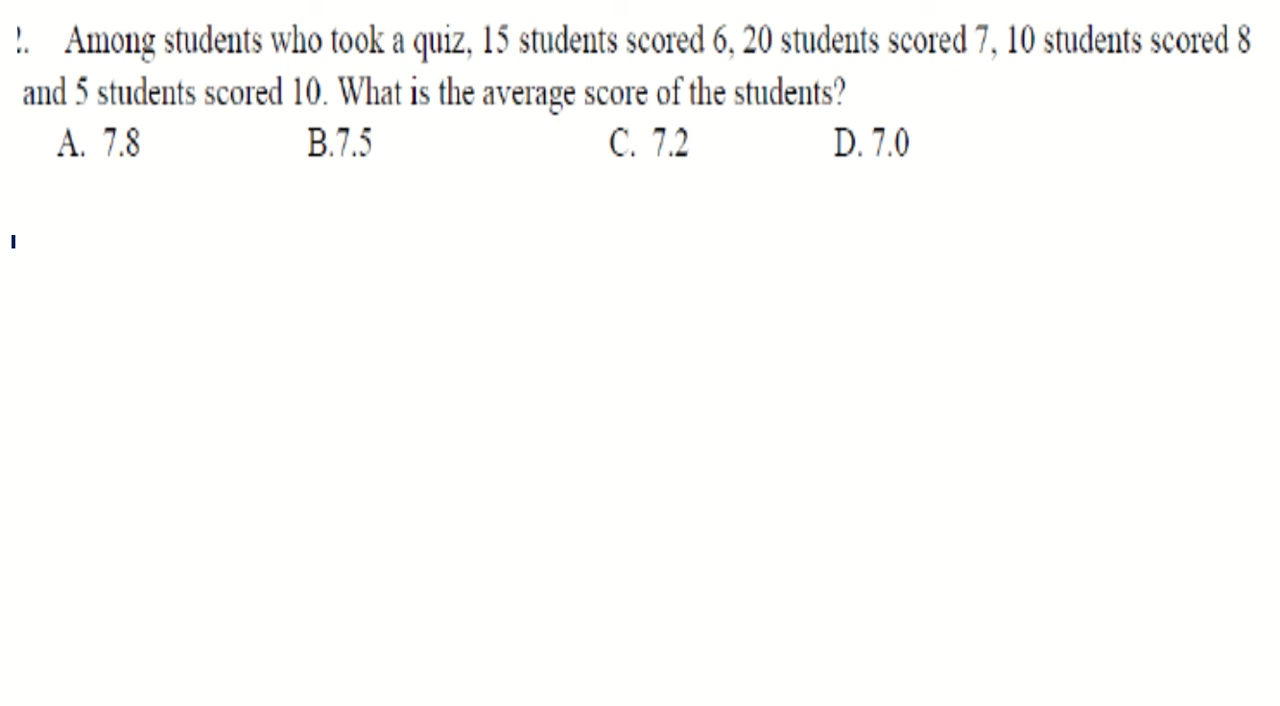 2. Among students who took a quiz, 15 students scored 6, 20 students scored 7, 10 students scored 8
and 5 students scored 10. What is the average score of the students?
A. 7.8 B.7.5 C. 7.2 D. 7.0